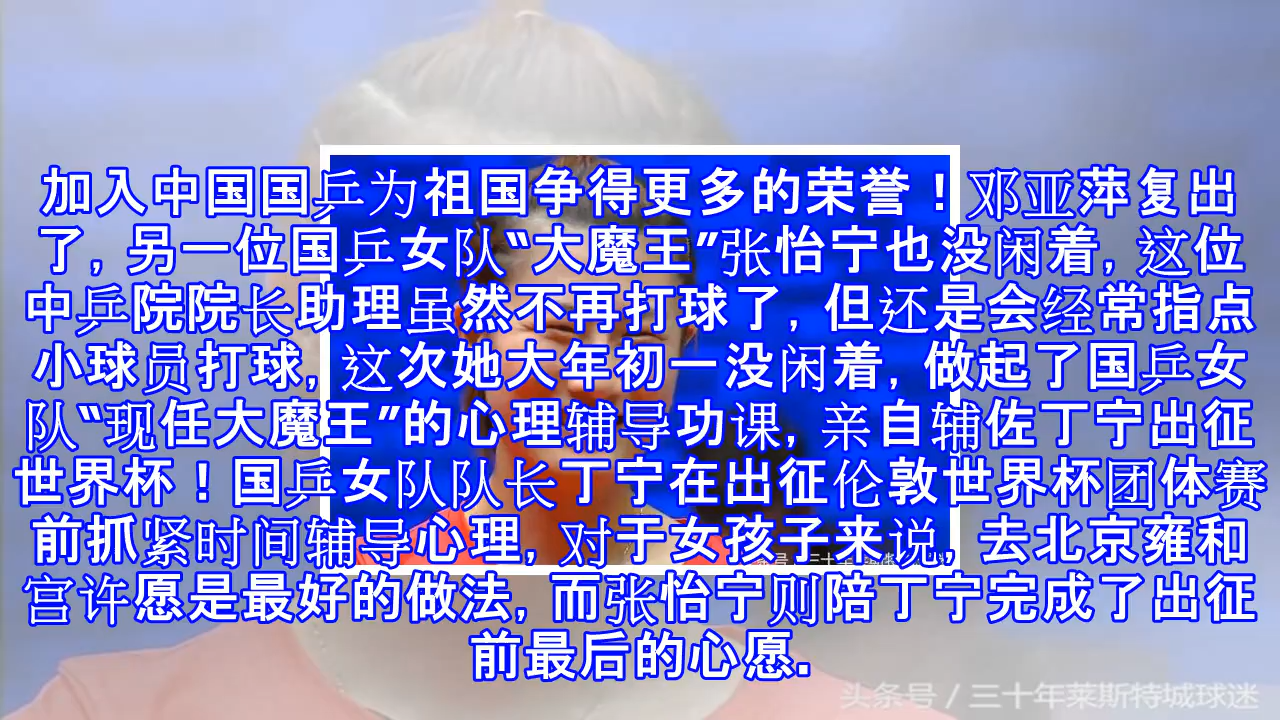 加入中国国乒为祖国争得更多的荣誉！邓亚萍复出
了，另一位国乒女队“大魔王”张怡宁也没闲着，这位
中乒院院长助理虽然不再打球了，但还是会经常指点
小球员打球，这次她大年初一没闲着，做起了国乒女
队“现任大魔王”的心理辅导功课，亲自辅佐丁宁出征
世界杯！国乒女队队长丁宁在出征伦敦世界杯团体赛
前抓紧时间辅导心理，对于女孩子来说，去北京雍和
宫许愿是最好的做法，而张怡宁则陪丁宁完成了出征
前最后的心愿.
头条号 / 三十年莱斯特城球迷